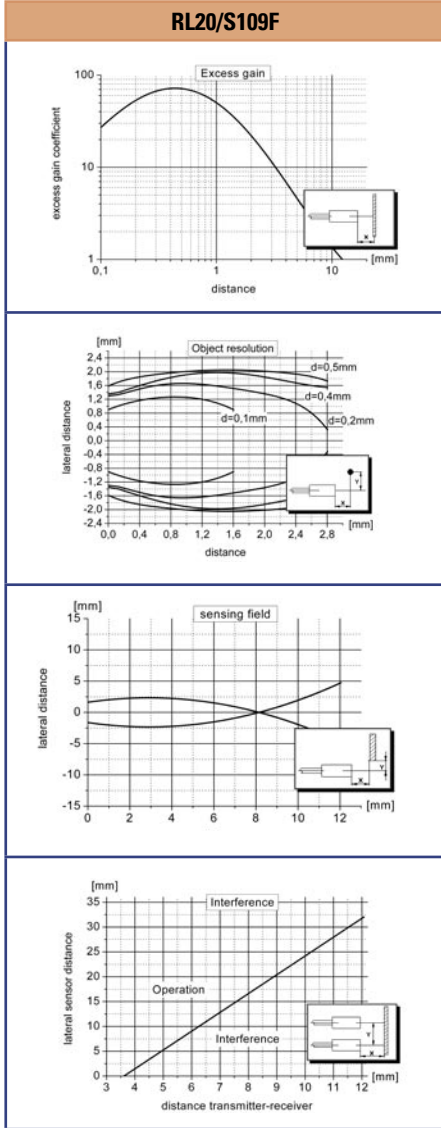 RL20/S109F
Excess gain
excess gain coefficient
100
10
1
0,1 1 10 [mm]
distance
x
[mm]
Object resolution
lateral distance
2,4
2,0
1,6
1,2
0,8
0,4
0,0
-0,4
-0,8
-1,2
-1,6
-2,0
-2,4
d=0,5mm
d=0,4mm
d=0,1mm
d=0,2mm
Y
X
0,0 0,4 0,8 1,2 1,6 2,0 2,4 2,8 [mm]
distance
[mm]
sensing field
lateral distance
15
10
5
0
-5
-10
-15
Y
X
0 2 4 6 8 10 12 [mm]
distance
[mm]
Interference
lateral sensor distance
35
30
25
20
15
10
5
0
Operation
Interference
Y
X
3 4 5 6 7 8 9 10 11 12 [mm]
distance transmitter-receiver